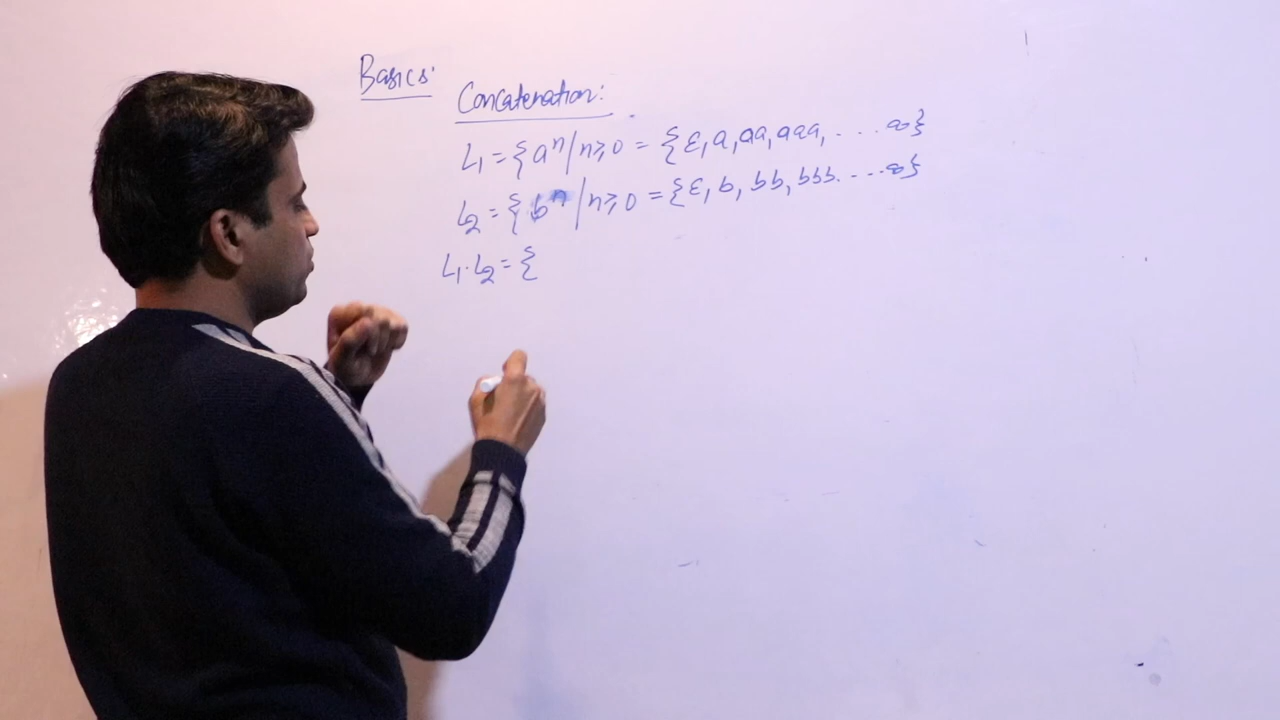 Basics:
Concatenation:
L₁ = { aⁿ / n ≥ 0 = { ε, a, aa, aaa, . . . ∞ }
L₂ = { bⁿ / n ≥ 0 = { ε, b, bb, bbb. . . . ∞ }
L₁. L₂ = {